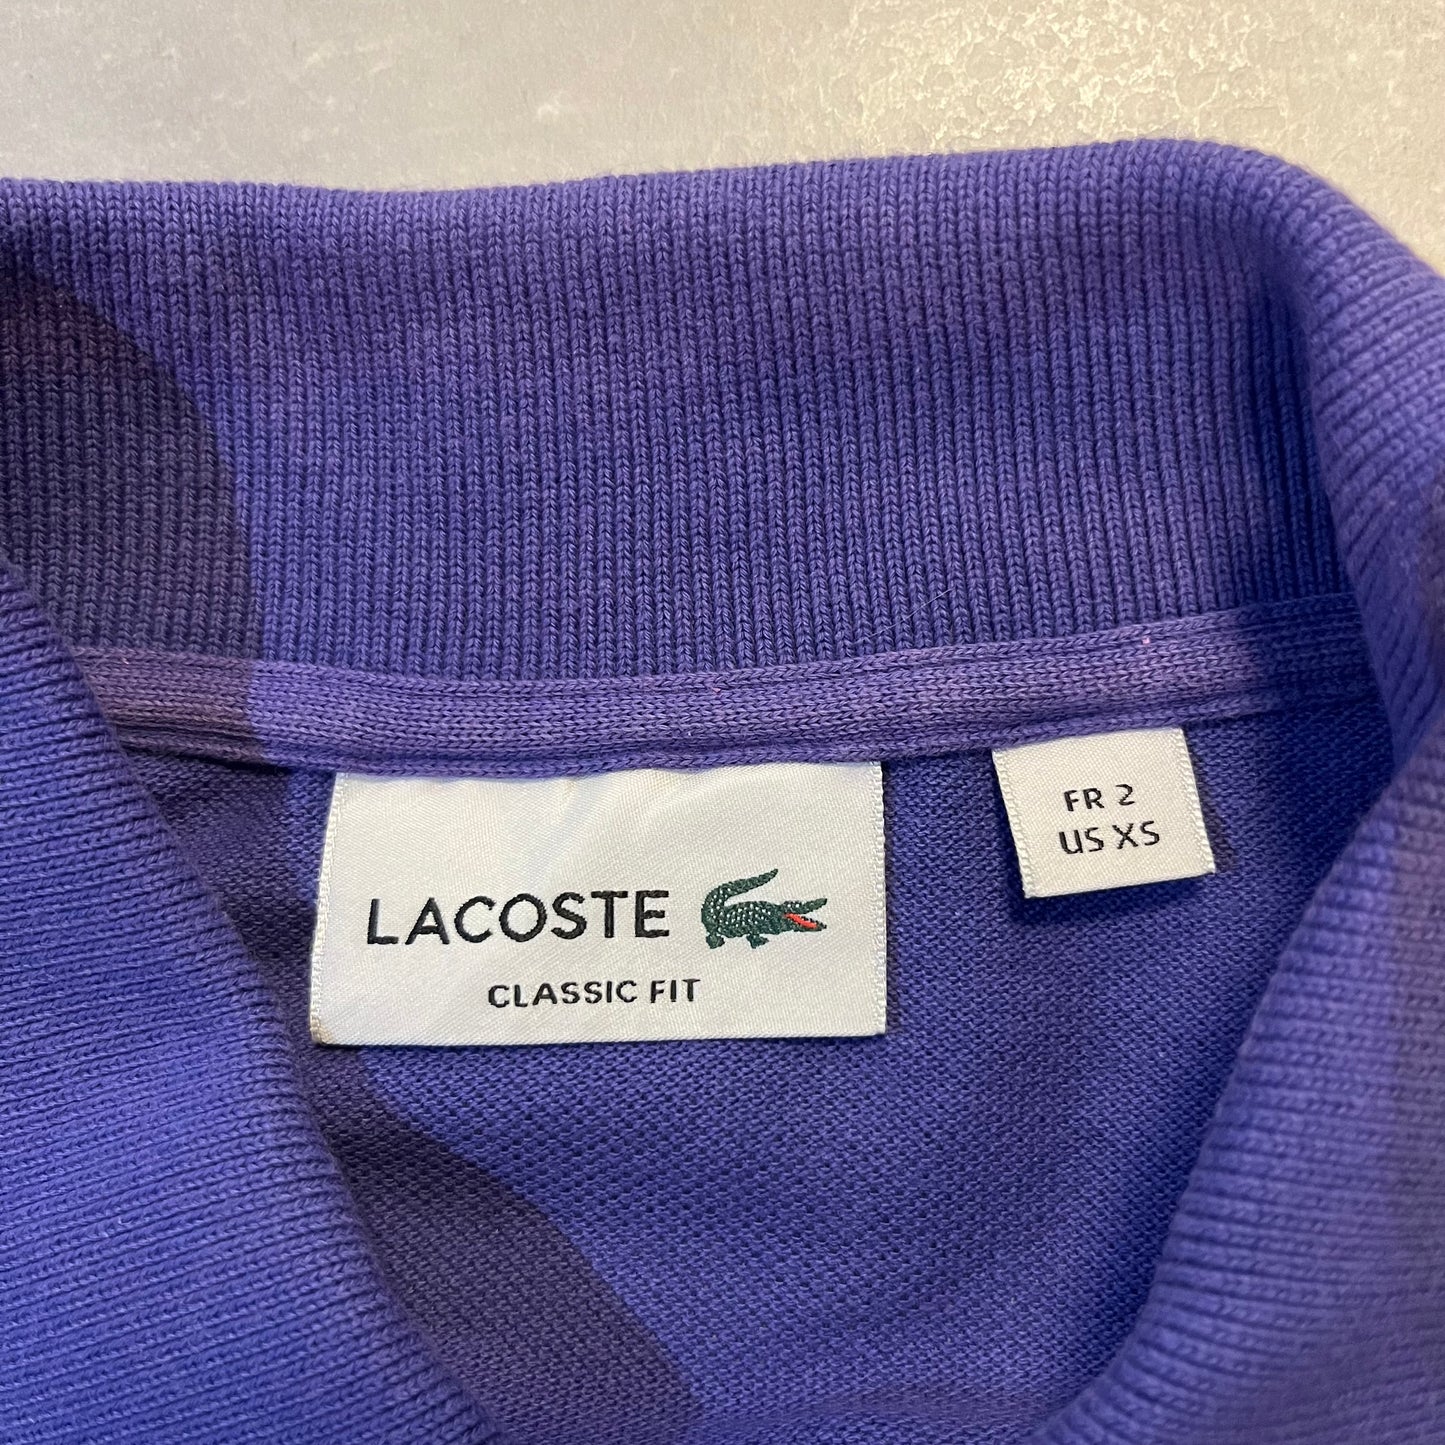 LACOSTE
CLASSIC FIT
FR 2
US XS